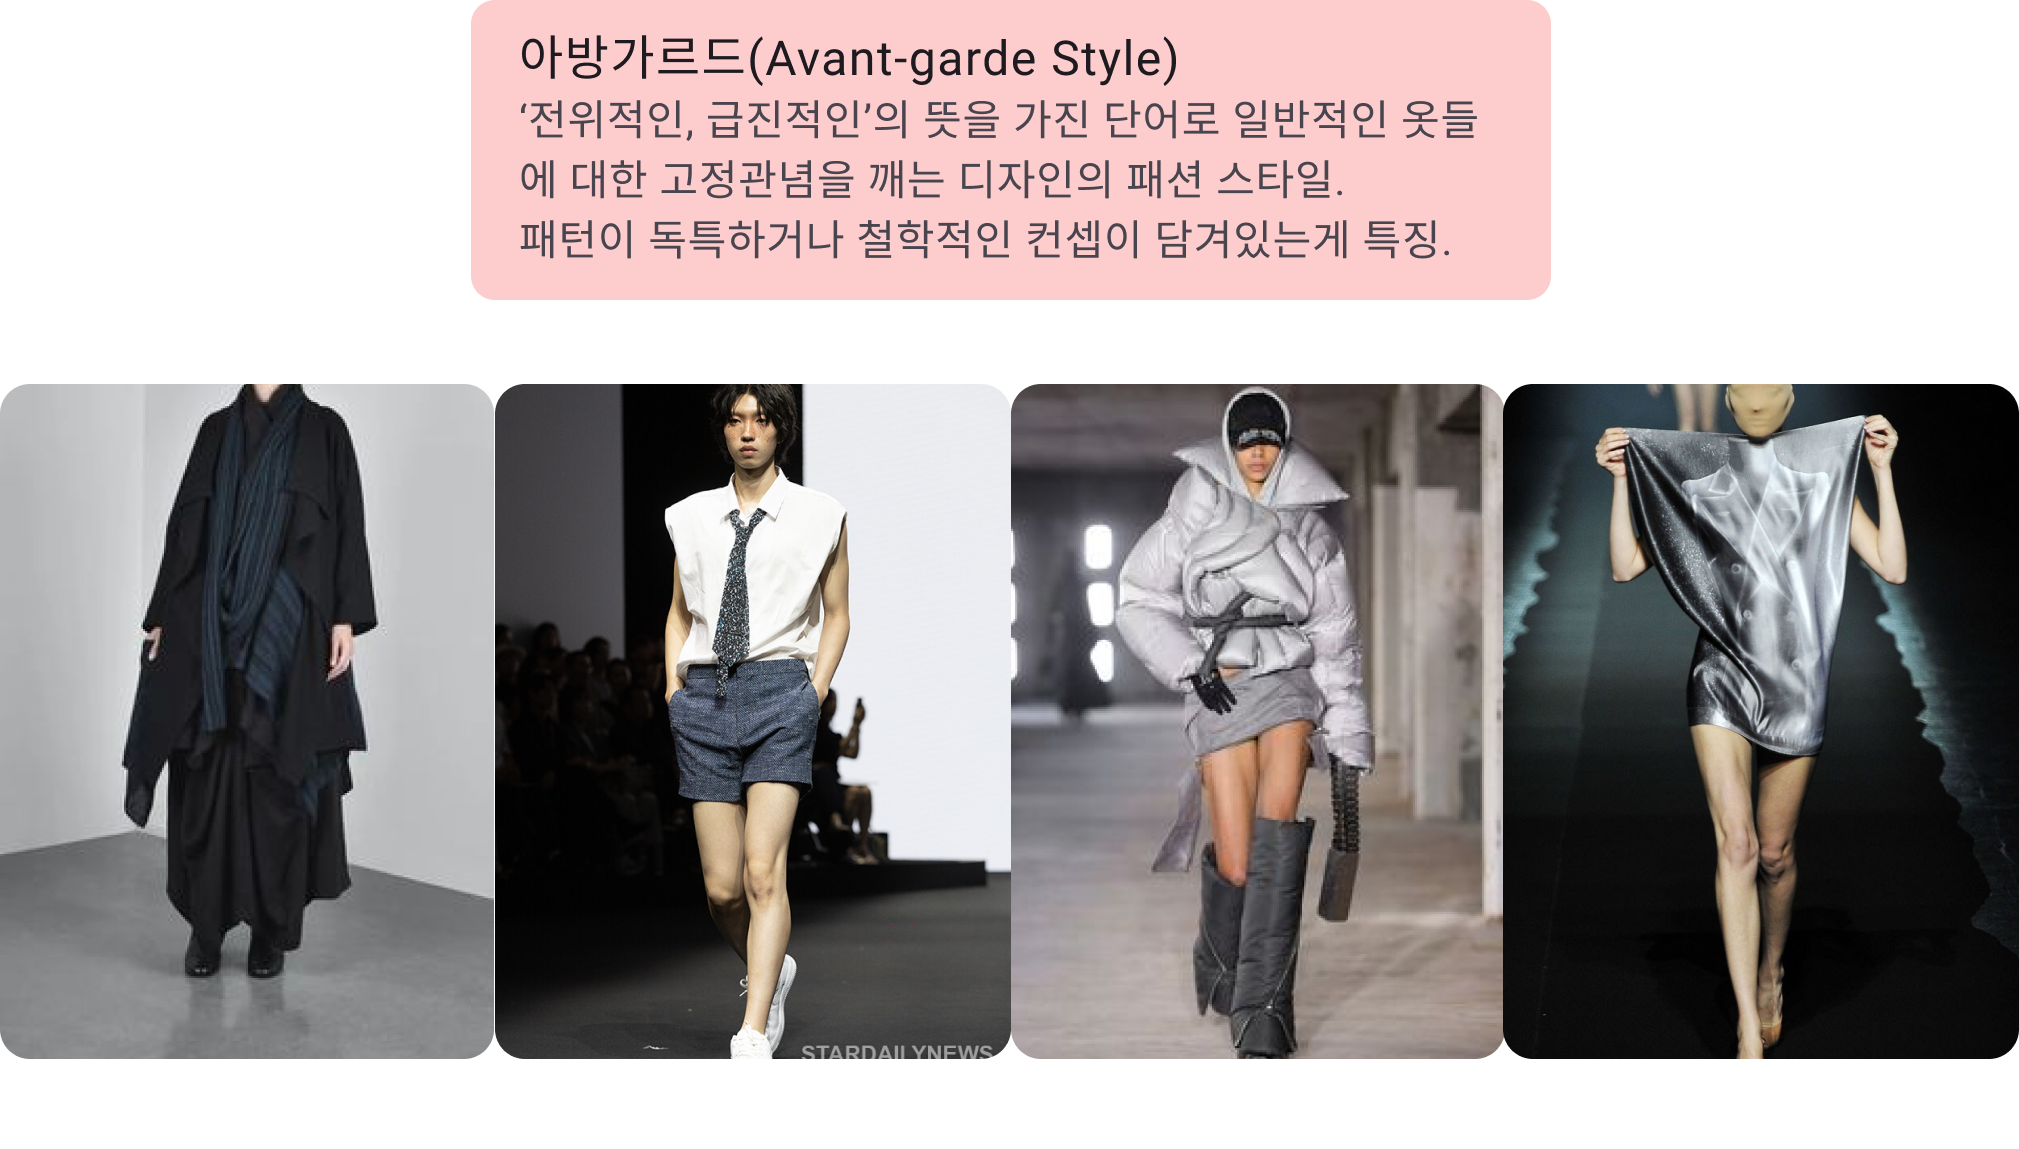 아방가르드(Avant-garde Style)
‘전위적인, 급진적인’의 뜻을 가진 단어로 일반적인 옷들
에 대한 고정관념을 깨는 디자인의 패션 스타일.
패턴이 독특하거나 철학적인 컨셉이 담겨있는게 특징.
STARDAILYNEWS